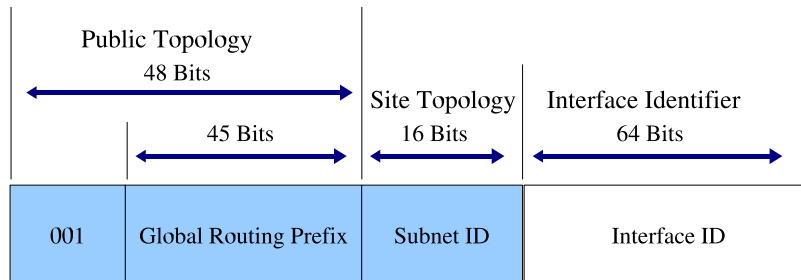 Public Topology
48 Bits
Site Topology
Interface Identifier
45 Bits
16 Bits
64 Bits
001
Global Routing Prefix
Subnet ID
Interface ID